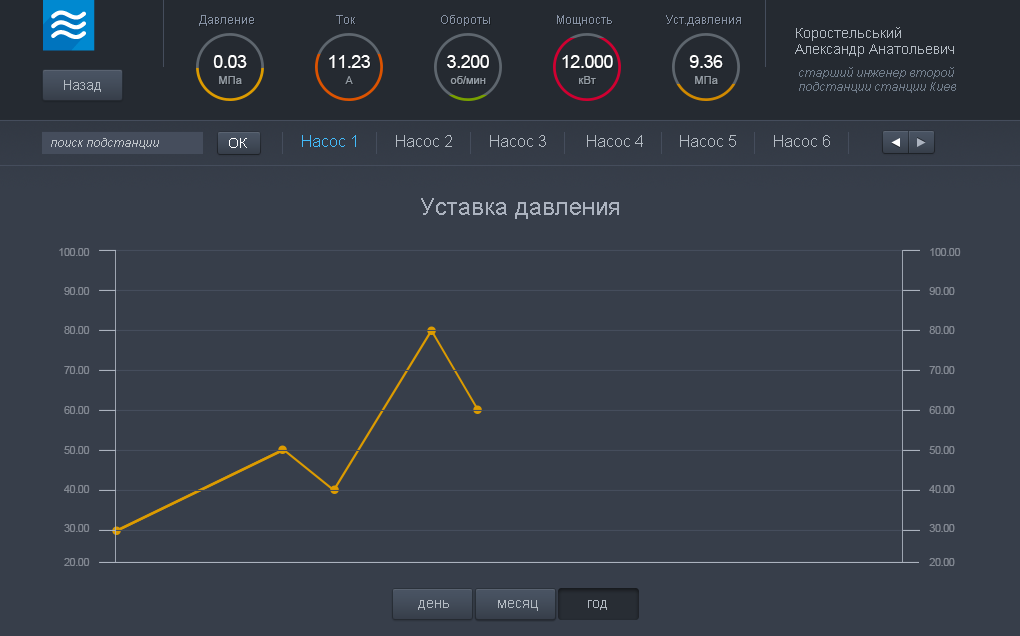 Давление
Ток
Обороты
Мощность
Уст.давления
0.03
МПа
11.23
А
3.200
об/мин
12.000
кВт
9.36
МПа
Коростельський
Александр Анатольевич
старший инженер второй
подстанции станции Киев
Назад
поиск подстанции
ОК
Насос 1
Насос 2
Насос 3
Насос 4
Насос 5
Насос 6
Уставка давления
100.00
90.00
80.00
70.00
60.00
50.00
40.00
30.00
20.00
100.00
90.00
80.00
70.00
60.00
50.00
40.00
30.00
20.00
день
месяц
год